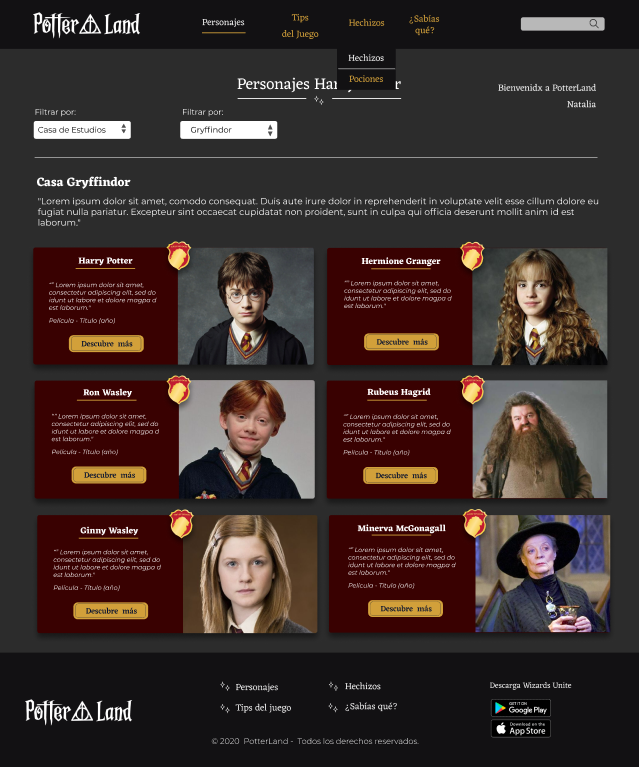 Potter Land
Personajes
Tips
del Juego
Hechizos
¿Sabías
qué?
Hechizos
Pociones
Personajes Har
r
Bienvenidx a PotterLand
Natalia
Filtrar por:
Filtrar por:
Casa de Estudios
Gryffindor
Casa Gryffindor
"Lorem ipsum dolor sit amet, comodo consequat. Duis aute irure dolor in reprehenderit in voluptate velit esse cillum dolore eu
fugiat nulla pariatur. Excepteur sint occaecat cupidatat non proident, sunt in culpa qui officia deserunt mollit anim id est
laborum."
Harry Potter
"" Lorem ipsum dolor sit amet,
consectetur adipiscing elit, sed do
idunt ut labore et dolore magpa d
est laborum."
Película - Título (año)
Descubre más
Hermione Granger
"" Lorem ipsum dolor sit amet,
consectetur adipiscing elit, sed do
idunt ut labore et dolore magpa d
est laborum."
Descubre más
Ron Wasley
"" Lorem ipsum dolor sit amet,
consectetur adipiscing elit, sed do
idunt ut labore et dolore magpa d
est laborum."
Película - Título (año)
Descubre más
Rubeus Hagrid
"" Lorem ipsum dolor sit amet,
consectetur adipiscing elit, sed do
idunt ut labore et dolore magpa d
est laborum."
Película - Título (año)
Descubre más
Ginny Wasley
"" Lorem ipsum dolor sit amet,
consectetur adipiscing elit, sed do
idunt ut labore et dolore magpa d
est laborum."
Película - Título (año)
Descubre más
Minerva McGonagall
"" Lorem ipsum dolor sit amet,
consectetur adipiscing elit, sed do
idunt ut labore et dolore magpa d
est laborum."
Película - Título (año)
Descubre más
Potter Land
Personajes
Tips del juego
Hechizos
¿Sabías qué?
Descarga Wizards Unite
GET IT ON
Google Play
Download on the
App Store
© 2020 PotterLand - Todos los derechos reservados.